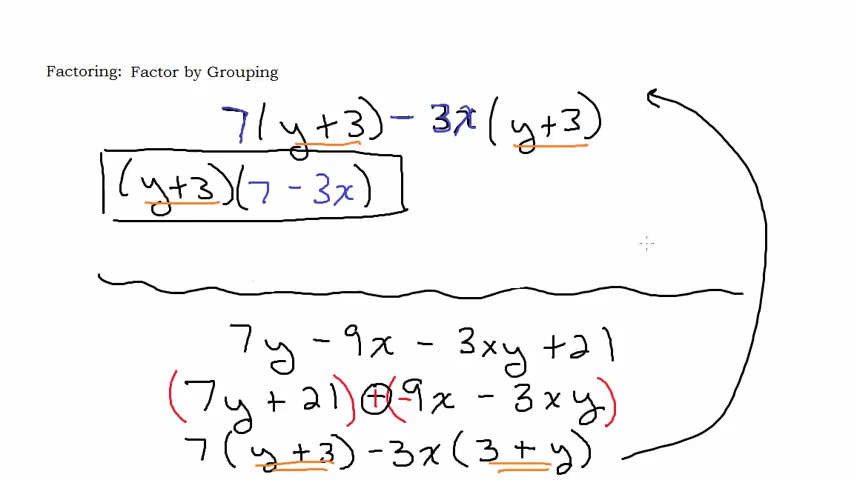 Factoring: Factor by Grouping
7(y+3) - 3x(y+3)
(y+3)(7 - 3x)
7y - 9x - 3xy + 21
(7y + 21) + (-9x - 3xy)
7(y + 3) - 3x(3 + y)